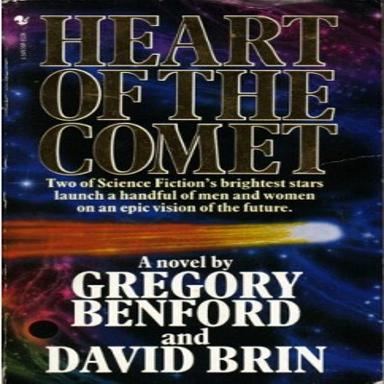 HEART
OF THE
COMET
Two of Science Fiction's brightest stars
launch a handful of men and women
on an epic vision of the future.
A novel by
GREGORY
BENFORD
and
DAVID BRIN